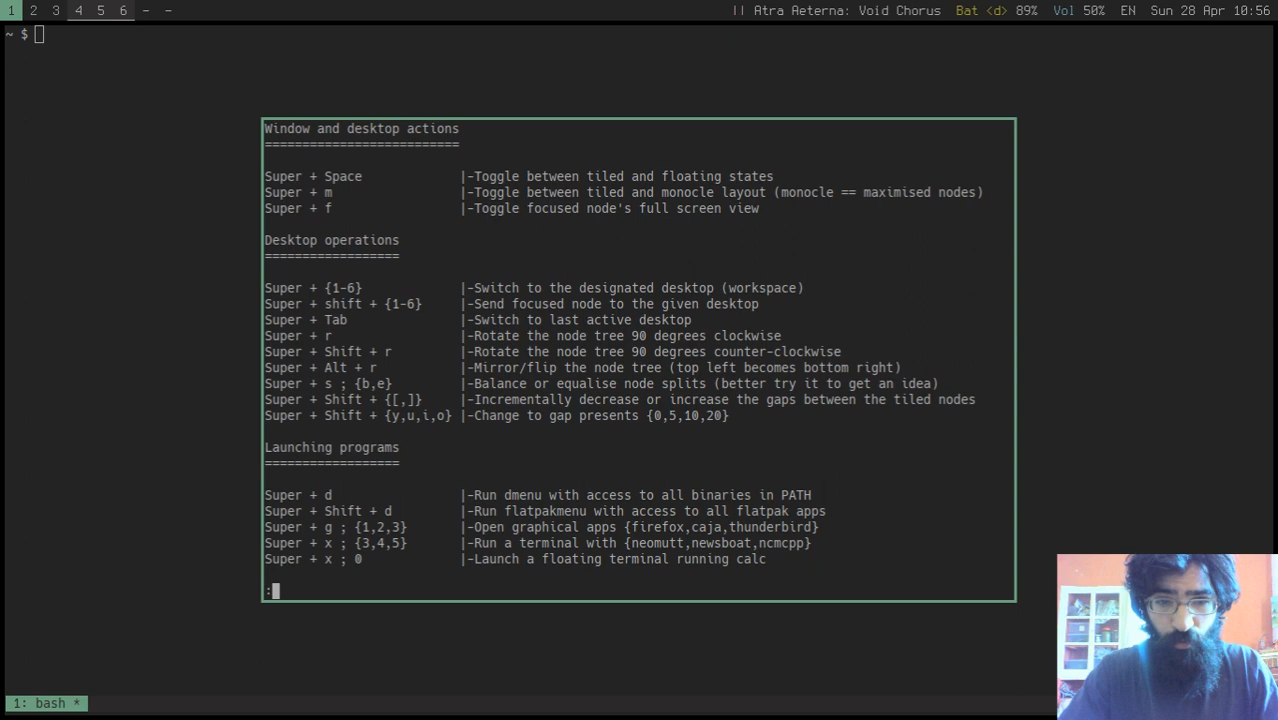 1 2 3 4 5 6 - - || Atra Aeterna: Void Chorus Bat <d> 89% Vol 50% EN Sun 28 Apr 10:56
~ $
Window and desktop actions
==========================
Super + Space |-Toggle between tiled and floating states
Super + m |-Toggle between tiled and monocle layout (monocle == maximised nodes)
Super + f |-Toggle focused node's full screen view
Desktop operations
==================
Super + {1-6} |-Switch to the designated desktop (workspace)
Super + shift + {1-6} |-Send focused node to the given desktop
Super + Tab |-Switch to last active desktop
Super + r |-Rotate the node tree 90 degrees clockwise
Super + Shift + r |-Rotate the node tree 90 degrees counter-clockwise
Super + Alt + r |-Mirror/flip the node tree (top left becomes bottom right)
Super + s ; {b,e} |-Balance or equalise node splits (better try it to get an idea)
Super + Shift + {[,]} |-Incrementally decrease or increase the gaps between the tiled nodes
Super + Shift + {y,u,i,o} |-Change to gap presents {0,5,10,20}
Launching programs
==================
Super + d |-Run dmenu with access to all binaries in PATH
Super + Shift + d |-Run flatpakmenu with access to all flatpak apps
Super + g ; {1,2,3} |-Open graphical apps {firefox,caja,thunderbird}
Super + x ; {3,4,5} |-Run a terminal with {neomutt,newsboat,ncmcpp}
Super + x ; 0 |-Launch a floating terminal running calc
:
1: bash *